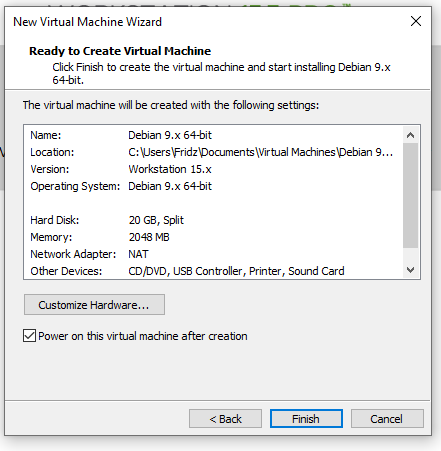 New Virtual Machine Wizard
Ready to Create Virtual Machine
Click Finish to create the virtual machine and start installing Debian 9.x
64-bit.
The virtual machine will be created with the following settings:
Name: Debian 9.x 64-bit
Location: C:\Users\Fridz\Documents\Virtual Machines\Debian 9...
Version: Workstation 15.x
Operating System: Debian 9.x 64-bit
Hard Disk: 20 GB, Split
Memory: 2048 MB
Network Adapter: NAT
Other Devices: CD/DVD, USB Controller, Printer, Sound Card
Customize Hardware...
Power on this virtual machine after creation
< Back Finish Cancel